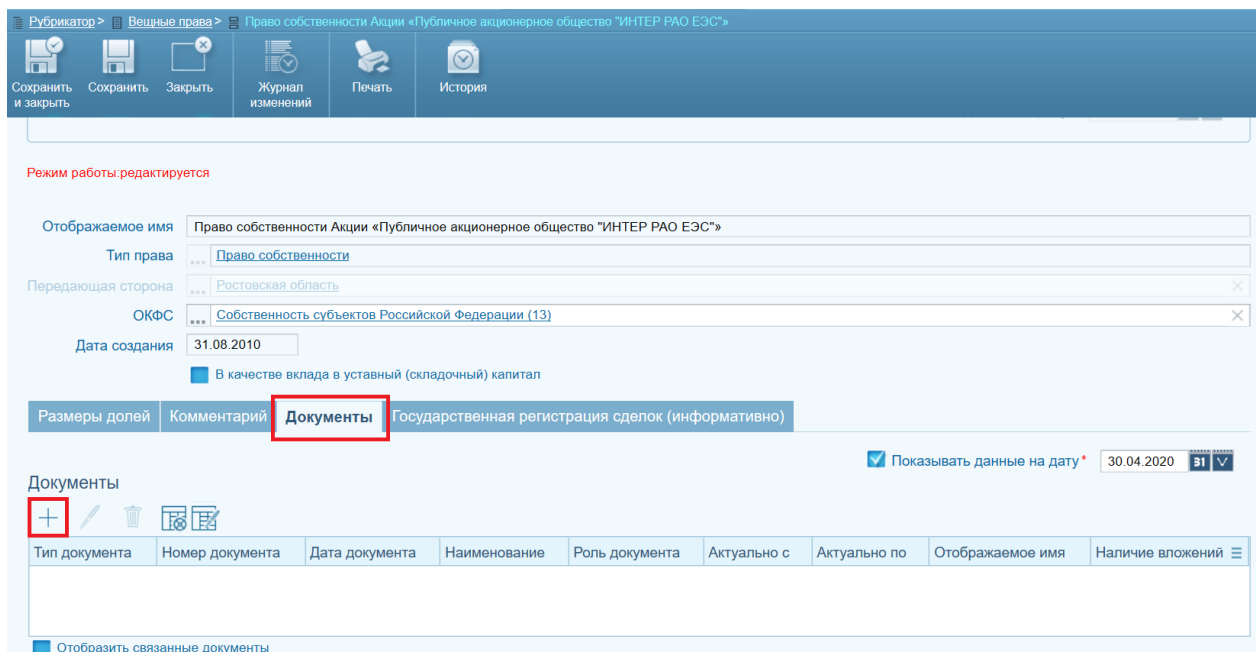 Рубрикатор > Вещные права > Право собственности Акции «Публичное акционерное общество "ИНТЕР РАО ЕЭС"»
Сохранить и закрыть
Сохранить
Закрыть
Журнал изменений
Печать
История
Режим работы:редактируется
Отображаемое имя Право собственности Акции «Публичное акционерное общество "ИНТЕР РАО ЕЭС"»
Тип права ... Право собственности
Передающая сторона ... Ростовская область
ОКФС ... Собственность субъектов Российской Федерации (13)
Дата создания 31.08.2010
В качестве вклада в уставный (складочный) капитал
Размеры долей Комментарий Документы Государственная регистрация сделок (информативно)
Показывать данные на дату* 30.04.2020 31
Документы
Тип документа Номер документа Дата документа Наименование Роль документа Актуально с Актуально по Отображаемое имя Наличие вложений
Отобразить связанные документы